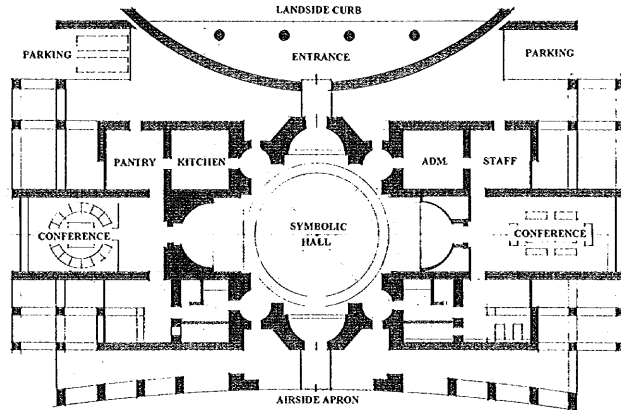 LANDSIDE CURB
PARKING
ENTRANCE
PARKING
PANTRY
KITCHEN
ADM.
STAFF
CONFERENCE
SYMBOLIC
HALL
CONFERENCE
AIRSIDE APRON